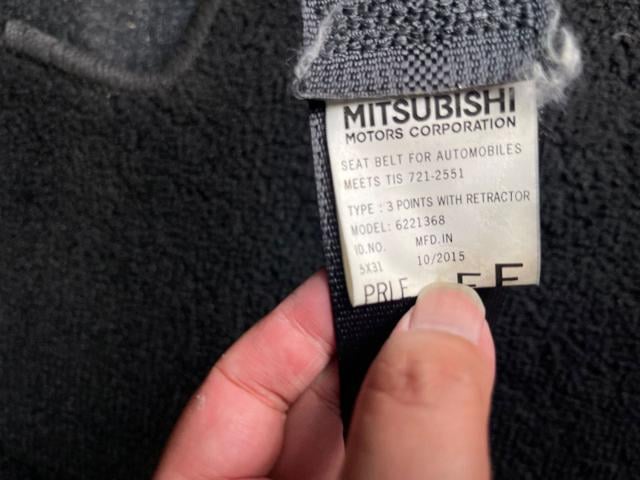 MITSUBISHI
MOTORS CORPORATION
SEAT BELT FOR AUTOMOBILES
MEETS TIS 721-2551
TYPE : 3 POINTS WITH RETRACTOR
MODEL: 6221368
ID.NO. MFD.IN
5X31 10/2015